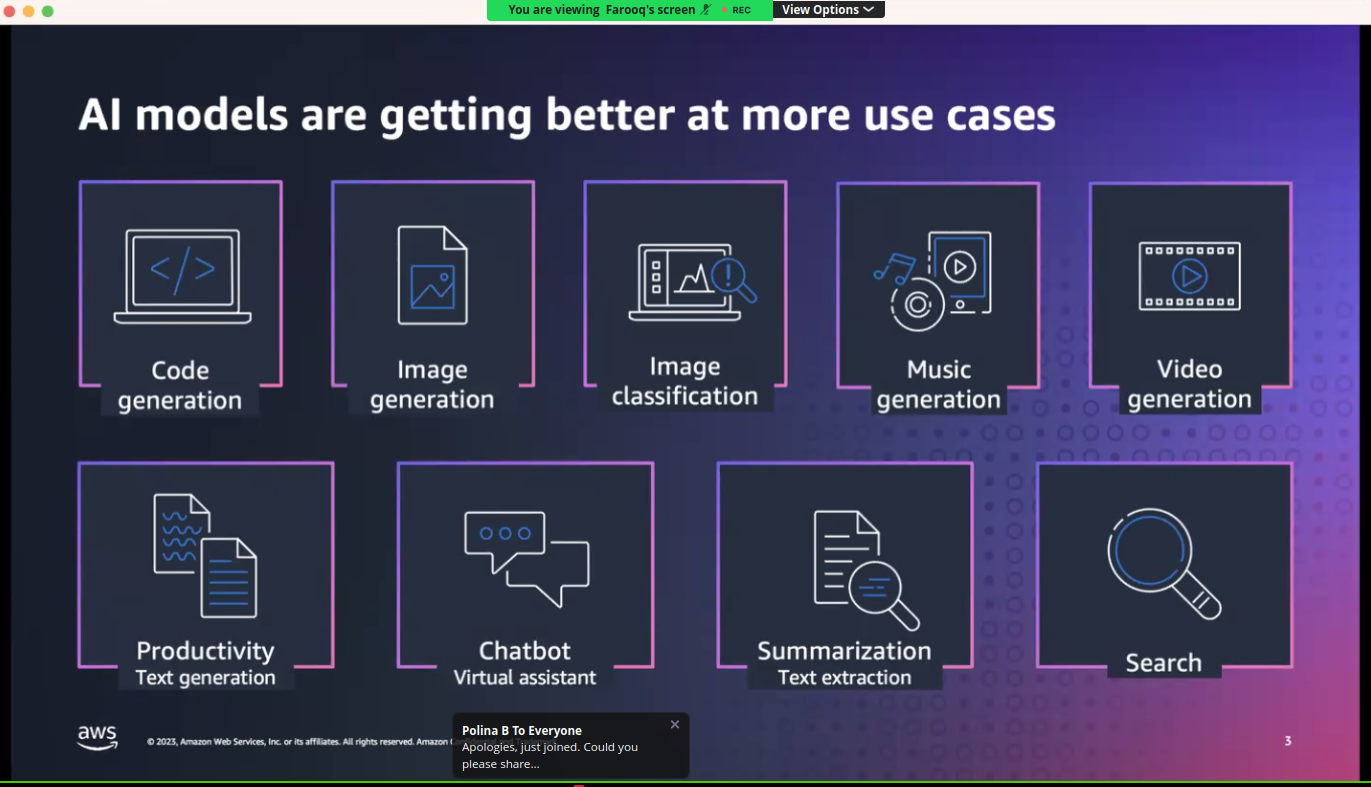 You are viewing Farooq's screen REC View Options
AI models are getting better at more use cases
</>
Code
generation
Image
generation
Image
classification
Music
generation
Video
generation
Productivity
Text generation
Chatbot
Virtual assistant
Summarization
Text extraction
Search
aws
© 2023, Amazon Web Services, Inc. or its affiliates. All rights reserved. Amazon
Polina B To Everyone
Apologies, just joined. Could you
please share...
3